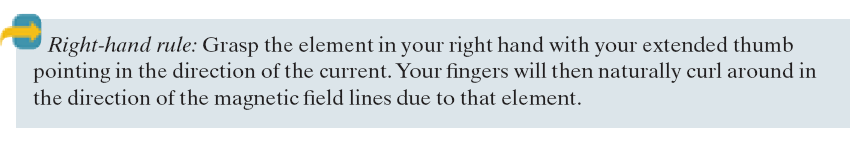 Right-hand rule: Grasp the element in your right hand with your extended thumb
pointing in the direction of the current. Your fingers will then naturally curl around in
the direction of the magnetic field lines due to that element.